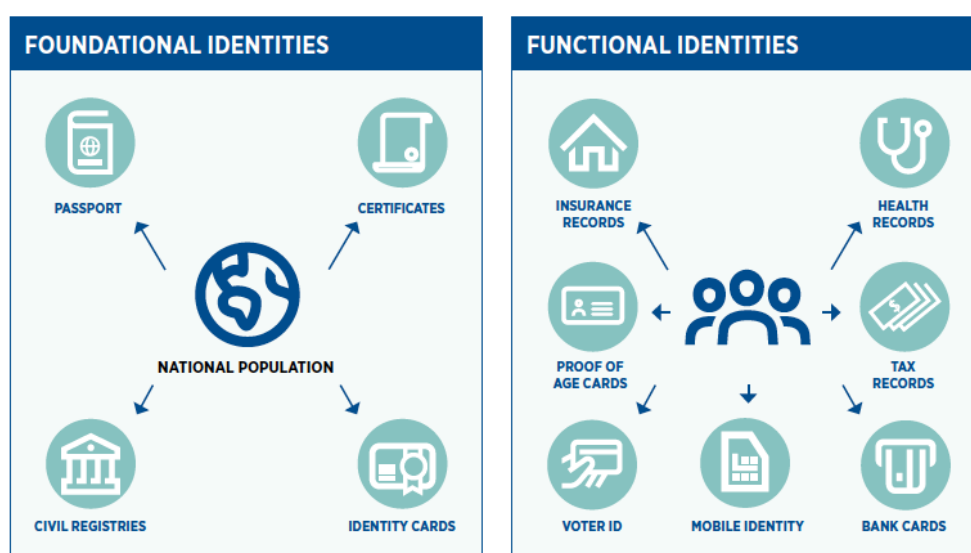 FOUNDATIONAL IDENTITIES
PASSPORT
CERTIFICATES
NATIONAL POPULATION
CIVIL REGISTRIES
IDENTITY CARDS
FUNCTIONAL IDENTITIES
INSURANCE
RECORDS
HEALTH
RECORDS
PROOF OF
AGE CARDS
TAX
RECORDS
VOTER ID
MOBILE IDENTITY
BANK CARDS